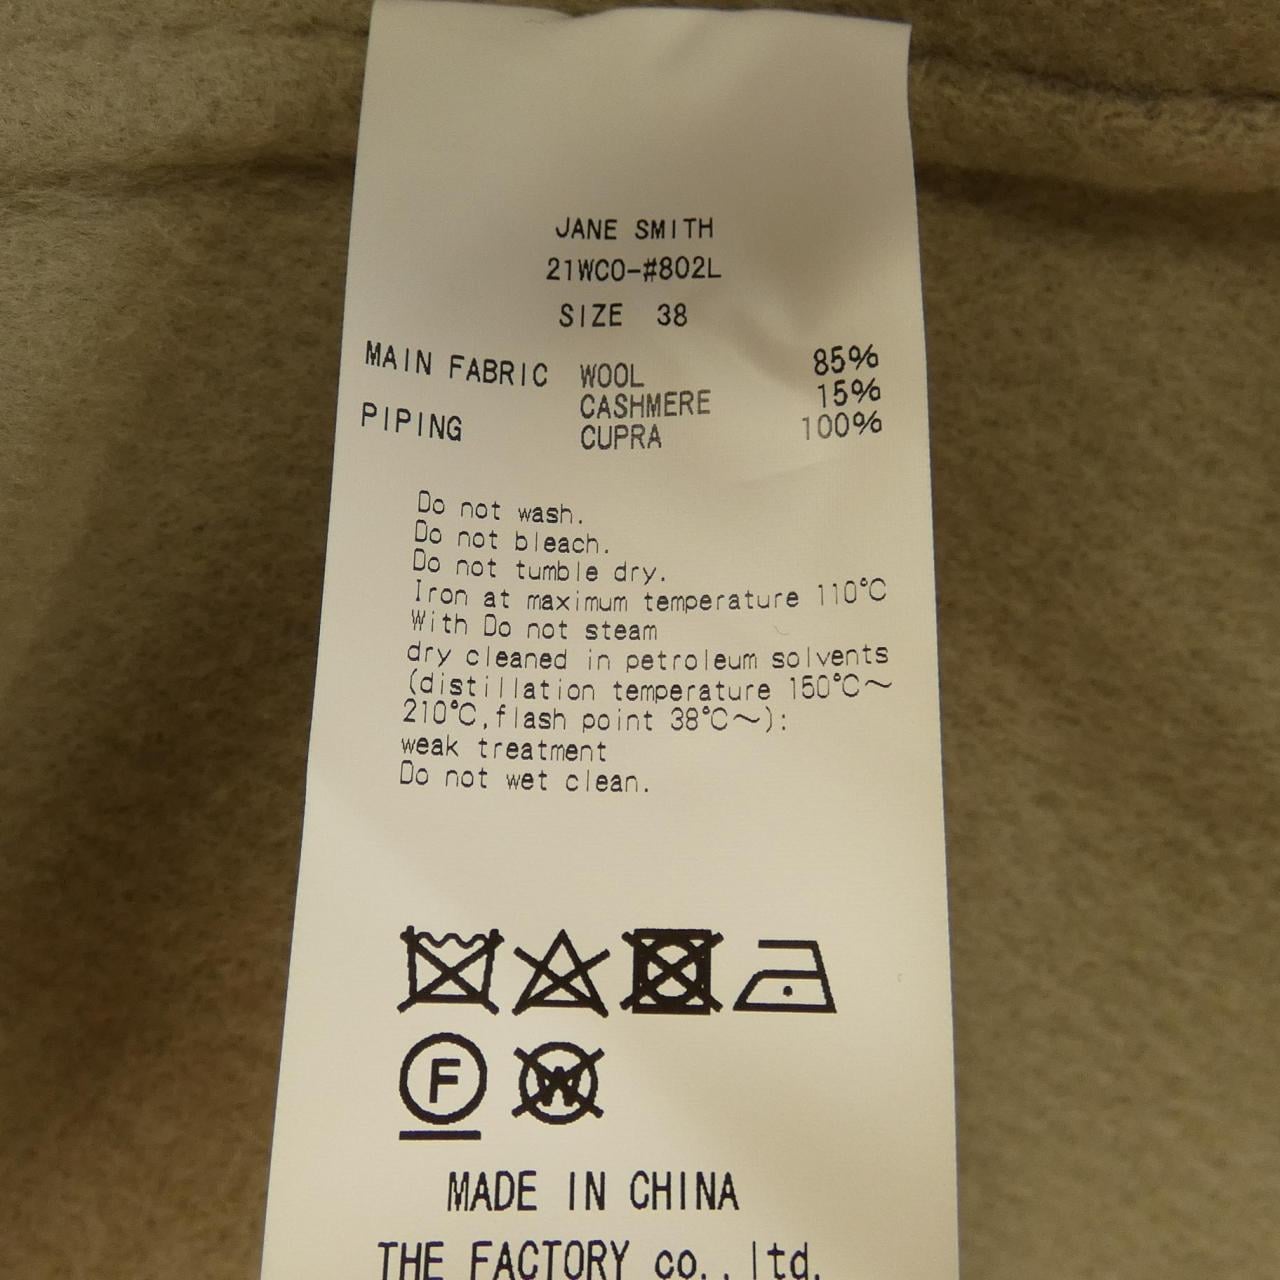 JANE SMITH
21WCO-#802L
SIZE 38
MAIN FABRIC WOOL 85%
CASHMERE 15%
PIPING CUPRA 100%
Do not wash.
Do not bleach.
Do not tumble dry.
Iron at maximum temperature 110℃
With Do not steam
dry cleaned in petroleum solvents
(distillation temperature 150℃〜
210℃,flash point 38℃〜):
weak treatment
Do not wet clean.
F W
MADE IN CHINA
THE FACTORY co., ltd.